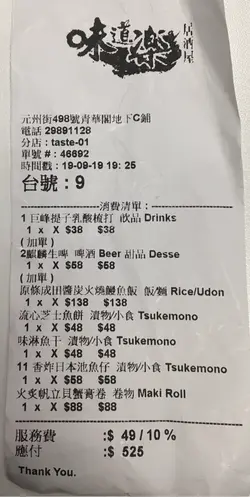 味道樂 居酒屋
元州街498號青華閣地下C鋪
電話 29891128
分店 : taste-01
單號 # : 46692
時間戳 : 19-09-19 19: 25
台號 : 9
消費清單 :
1 巨峰提子乳酸梳打 飲品 Drinks
1 x X $38 $38
( 加單 )
2麒麟生啤 啤酒 Beer 甜品 Desse
1 x X $58 $58
( 加單 )
原條成田醬炭火燒鰻魚飯 飯/麵 Rice/Udon
1 x X $138 $138
流心芝士魚餅 漬物/小食 Tsukemono
1 x X $48 $48
味淋魚干 漬物/小食 Tsukemono
1 x X $48 $48
11 香炸日本池魚仔 漬物/小食 Tsukemono
1 x X $58 $58
火炙帆立貝蟹膏卷 卷物 Maki Roll
1 x X $88 $88
服務費 :$ 49 / 10 %
應付 :$ 525
Thank You.